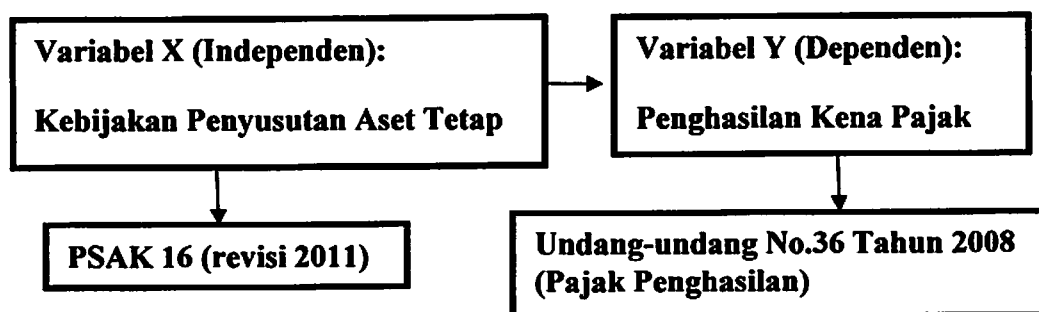 Variabel X (Independen):
Kebijakan Penyusutan Aset Tetap
Variabel Y (Dependen):
Penghasilan Kena Pajak
PSAK 16 (revisi 2011)
Undang-undang No.36 Tahun 2008
(Pajak Penghasilan)